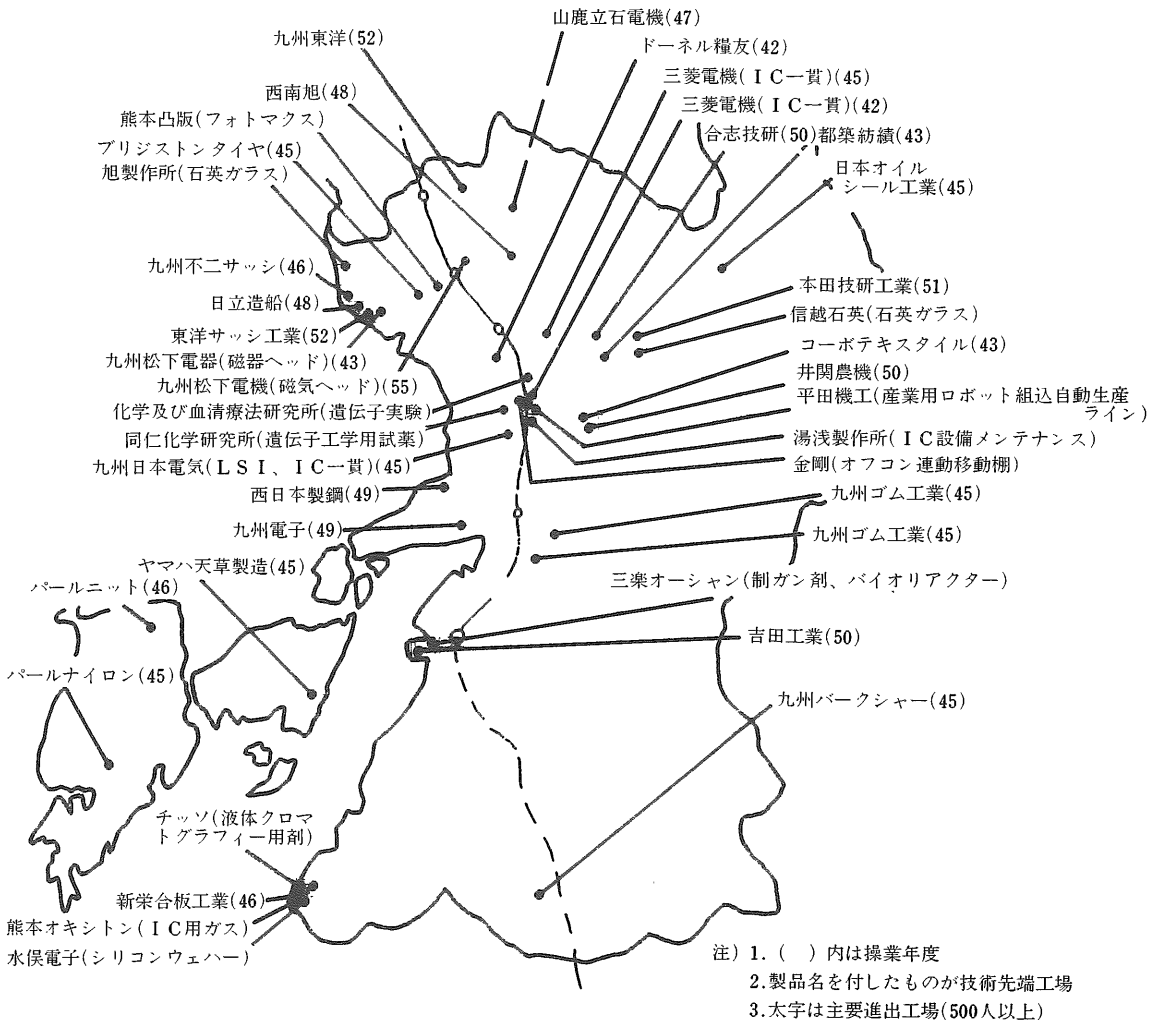 山鹿立石電機(47)
九州東洋(52)
ドーネル糧友(42)
西南旭(48)
三菱電機(ＩＣ一貫)(45)
熊本凸版(フォトマクス)
三菱電機(ＩＣ一貫)(42)
ブリジストンタイヤ(45)
合志技研(50)
都築紡績(43)
旭製作所(石英ガラス)
日本オイル
シール工業(45)
九州不二サッシ(46)
日立造船(48)
本田技研工業(51)
東洋サッシ工業(52)
信越石英(石英ガラス)
九州松下電器(磁器ヘッド)(43)
コーボテキスタイル(43)
九州松下電機(磁気ヘッド)(55)
井関農機(50)
化学及び血清療法研究所(遺伝子実験)
平田機工(産業用ロボット組込自動生産
ライン)
同仁化学研究所(遺伝子工学用試薬)
湯浅製作所(ＩＣ設備メンテナンス)
九州日本電気(ＬＳＩ、ＩＣ一貫)(45)
金剛(オフコン連動移動棚)
西日本製鋼(49)
九州ゴム工業(45)
九州電子(49)
九州ゴム工業(45)
ヤマハ天草製造(45)
三楽オーシャン(制ガン剤、バイオリアクター)
パールニット(46)
吉田工業(50)
パールナイロン(45)
九州バークシャー(45)
チッソ(液体クロマ
トグラフィー用剤)
新栄合板工業(46)
熊本オキシトン(ＩＣ用ガス)
水俣電子(シリコンウェハー)
注) 1.(　)内は操業年度
2.製品名を付したものが技術先端工場
3.太字は主要進出工場(500人以上)